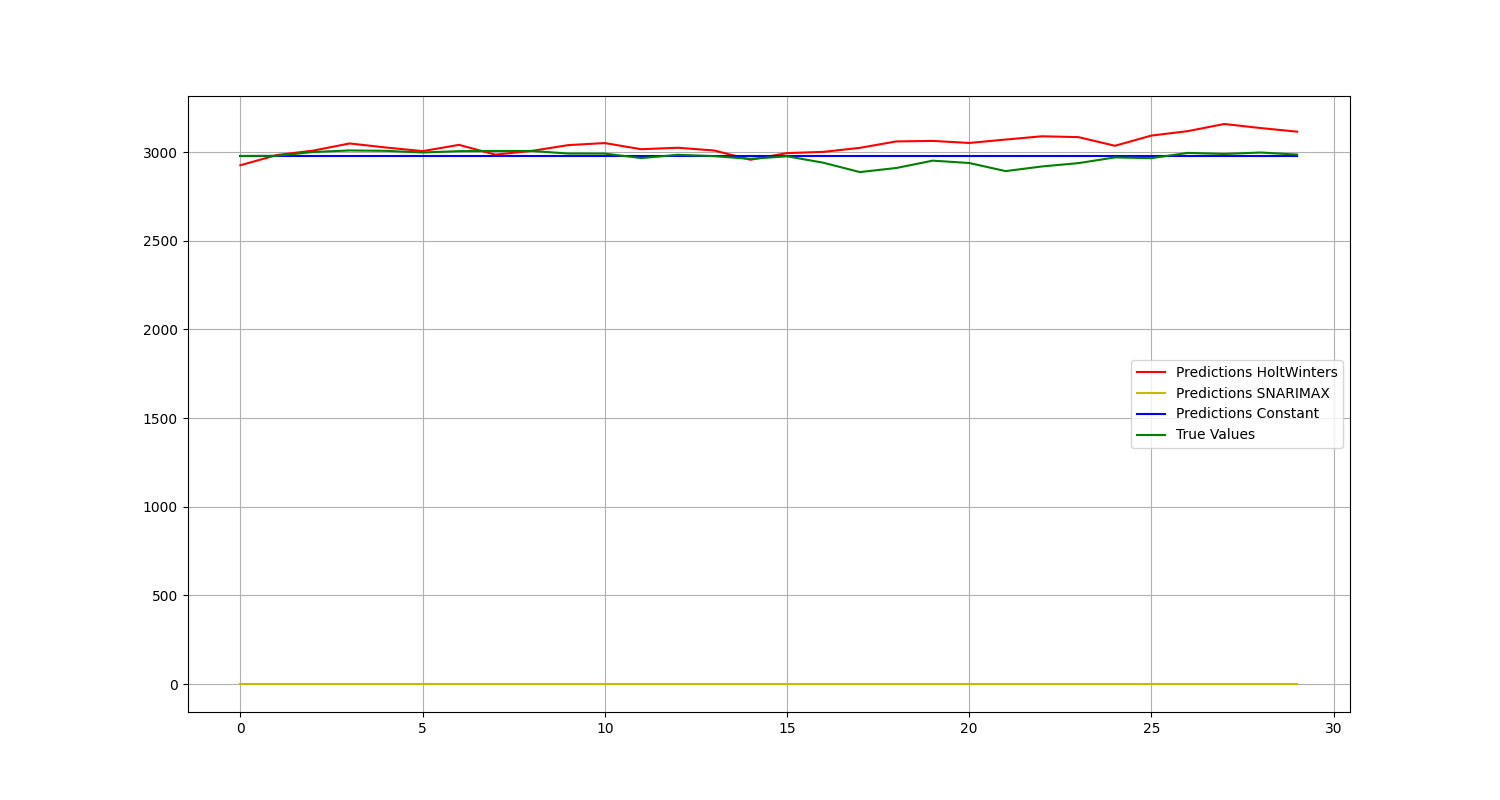 3000
2500
2000
1500
1000
500
0
0 5 10 15 20 25 30
Predictions HoltWinters
Predictions SNARIMAX
Predictions Constant
True Values